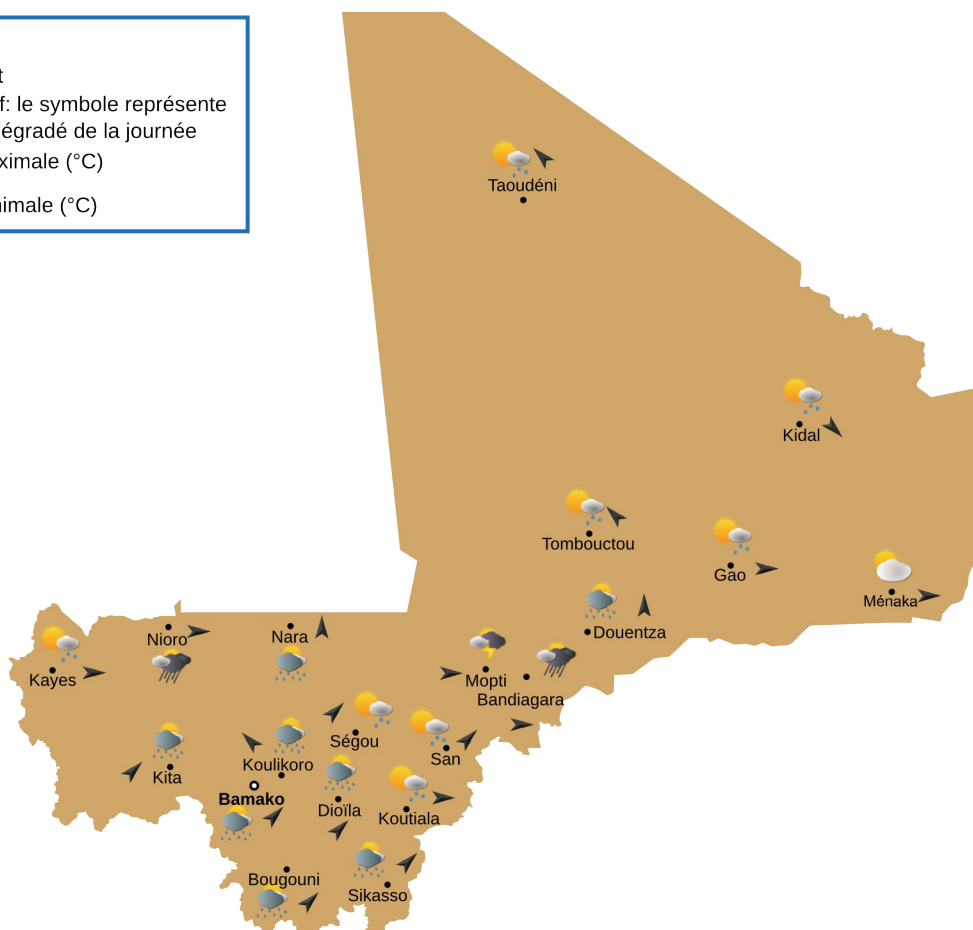 t
f: le symbole représente
égradé de la journée
ximale (°C)
imale (°C)
Taoudéni
Kidal
Tombouctou
Gao
Ménaka
Douentza
Nioro
Nara
Kayes
Mopti
Bandiagara
Ségou
San
Koulikoro
Kita
Bamako
Dioïla
Koutiala
Bougouni
Sikasso